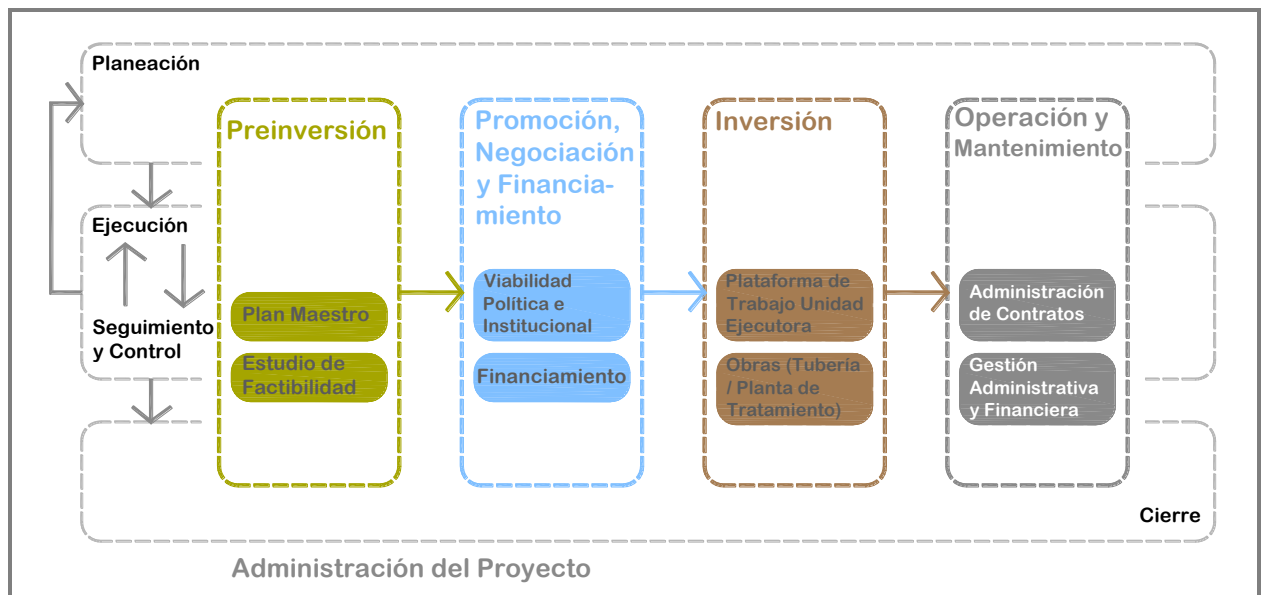 Planeación
Ejecución
Seguimiento
y Control
Preinversión
Plan Maestro
Estudio de
Factibilidad
Promoción,
Negociación
y Financia-
miento
Viabilidad
Política e
Institucional
Financiamiento
Inversión
Plataforma de
Trabajo Unidad
Ejecutora
Obras (Tubería
/ Planta de
Tratamiento)
Operación y
Mantenimiento
Administración
de Contratos
Gestión
Administrativa
y Financiera
Cierre
Administración del Proyecto